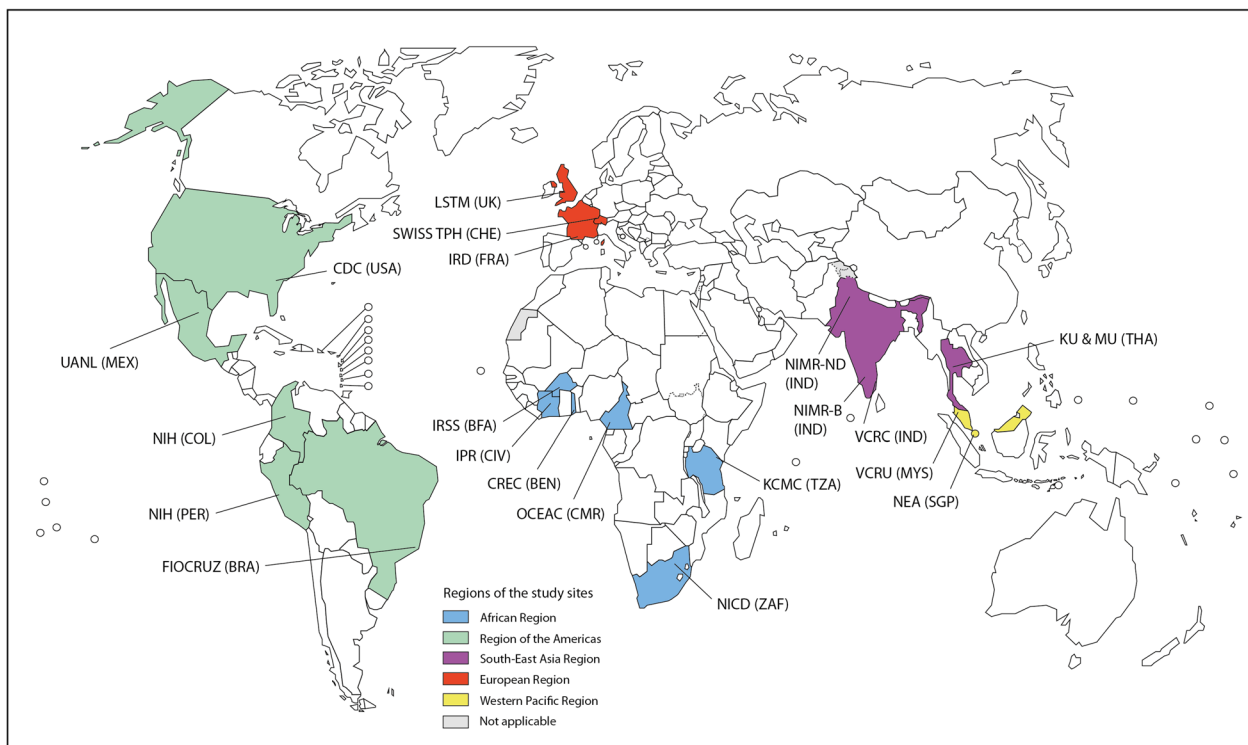 LSTM (UK)
SWISS TPH (CHE)
IRD (FRA)
CDC (USA)
UANL (MEX)
NIH (COL)
NIH (PER)
FIOCRUZ (BRA)
IRSS (BFA)
IPR (CIV)
CREC (BEN)
OCEAC (CMR)
KCMC (TZA)
NICD (ZAF)
NIMR-ND
(IND)
NIMR-B
(IND)
VCRC (IND)
KU & MU (THA)
VCRU (MYS)
NEA (SGP)
Regions of the study sites
African Region
Region of the Americas
South-East Asia Region
European Region
Western Pacific Region
Not applicable